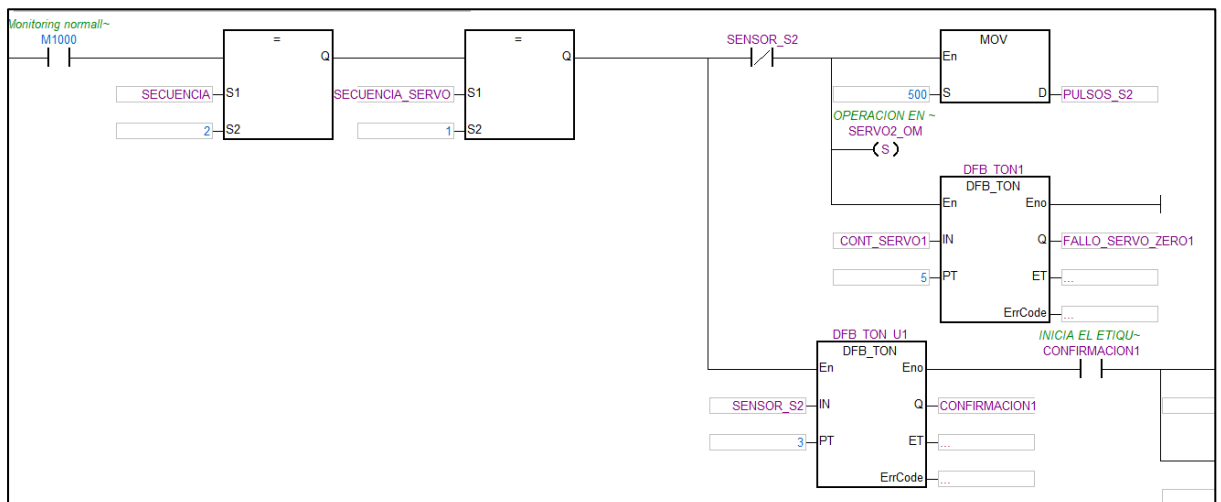 Monitoring normall~
M1000
=
Q
SECUENCIA
S1
2
S2
=
Q
SECUENCIA_SERVO
S1
1
S2
SENSOR_S2
MOV
En
500
S
D
PULSOS_S2
OPERACION EN ~
SERVO2_OM
S
DFB_TON1
DFB_TON
En
Eno
CONT_SERVO1
IN
Q
FALLO_SERVO_ZERO1
5
PT
ET
...
ErrCode
...
DFB_TON_U1
DFB_TON
En
Eno
INICIA EL ETIQU~
CONFIRMACION1
SENSOR_S2
IN
Q
CONFIRMACION1
3
PT
ET
...
ErrCode
...